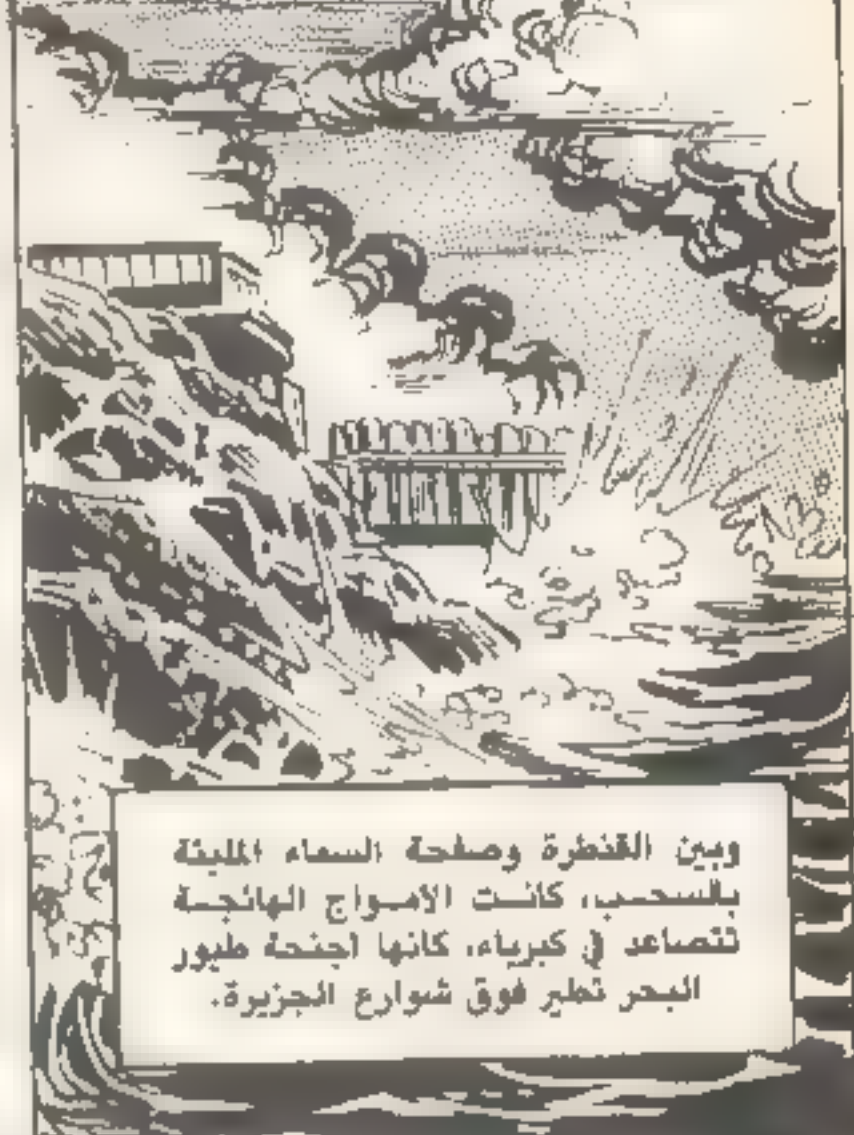 وبين القنطرة وصفحة السماء المليئة
بالسحب، كانت الأمواج الهائجة
تتصاعد في كبرياء، كانها اجنحة طيور
البحر تطير فوق شوارع الجزيرة.